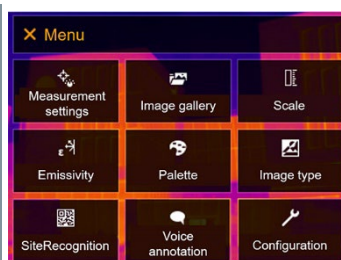 Menu
Measurement
settings
Image gallery
Scale
Emissivity
Palette
Image type
SiteRecognition
Voice
annotation
Configuration